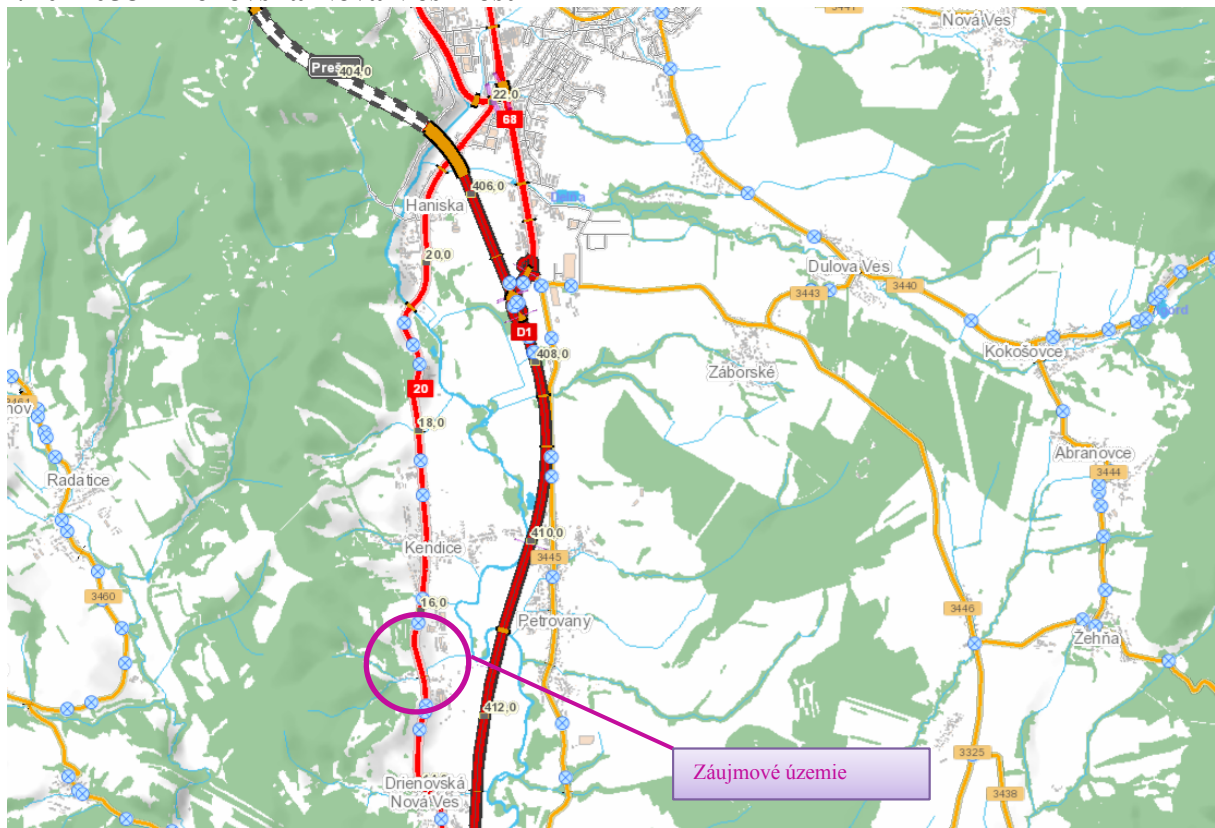 Nová Ves
Preš
404,0
22,0
68
406,0
Haniska
20,0
Dulova Ves
3443
3440
D1
408,0
Kokošovce
Záborské
20
18,0
Abranovce
3444
Radatice
410,0
Kendice
3445
3460
16,0
3446
Petrovany
Žehňa
412,0
3325
Záujmové územie
Drienovská
Nová Ves
3438